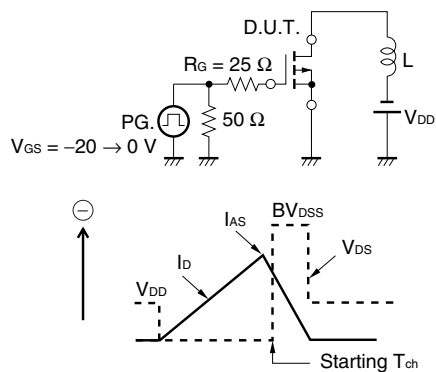 D.U.T.
RG = 25 Ω
L
PG.
50 Ω
VDD
VGS = −20 → 0 V
−
IAS
BVDSS
ID
VDS
VDD
Starting Tch